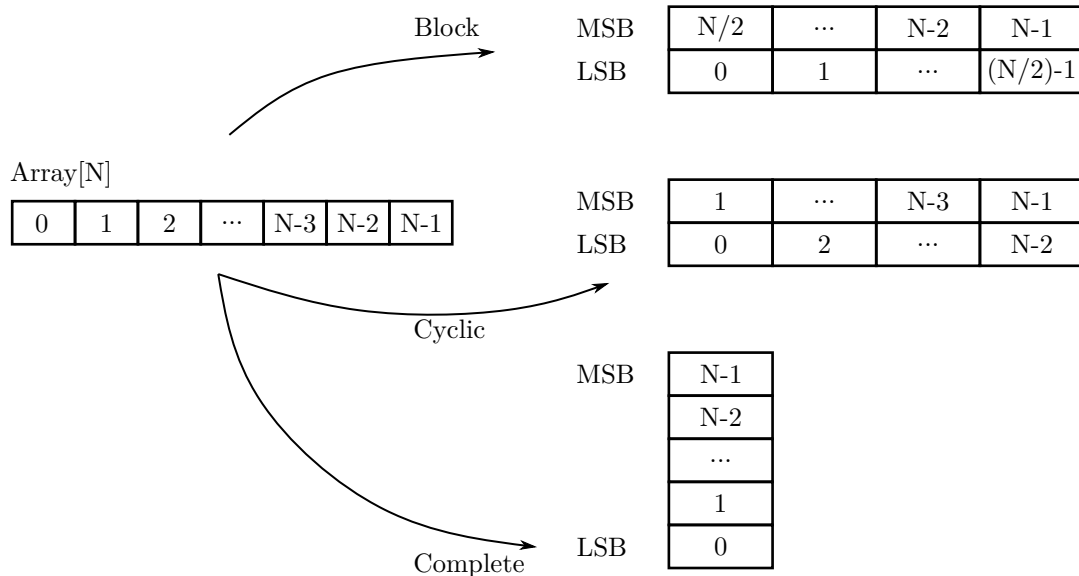 Block
MSB N/2 ... N-2 N-1
LSB 0 1 ... (N/2)-1
Array[N]
0 1 2 ... N-3 N-2 N-1
MSB 1 ... N-3 N-1
LSB 0 2 ... N-2
Cyclic
MSB N-1
N-2
...
1
LSB 0
Complete